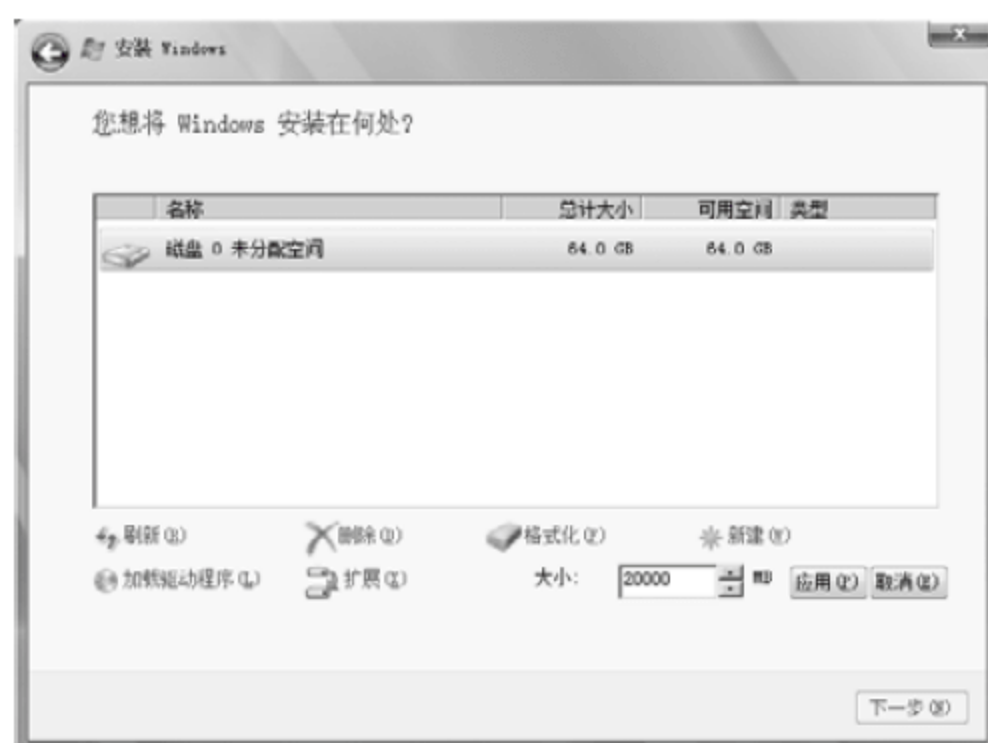 安装 Windows
您想将 Windows 安装在何处?
名称 总计大小 可用空间 类型
磁盘 0 未分配空间 64.0 GB 64.0 GB
刷新(R) 删除(D) 格式化(F) 新建(W)
加载驱动程序(L) 扩展(X) 大小: 20000 MB 应用(P) 取消(E)
下一步(N)